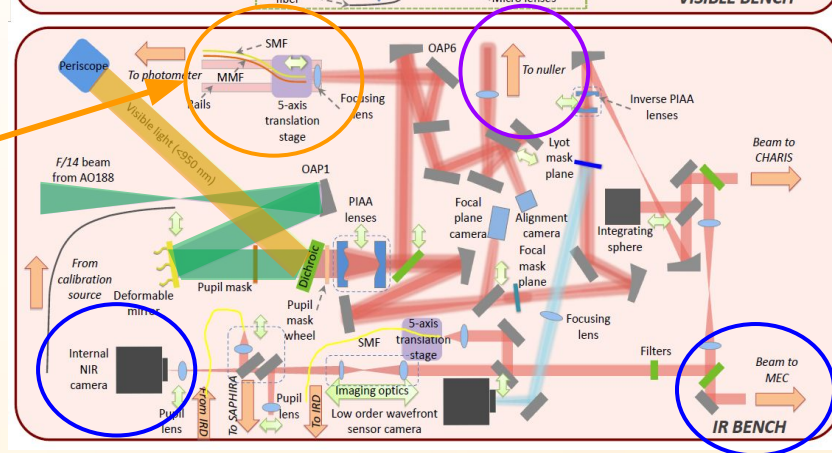 fiber
Micro lenses
VISIBLE BENCH
Periscope
To photometer
SMF
MMF
Rails
5-axis
translation
stage
Focusing
lens
OAP6
To nuller
Inverse PIAA
lenses
Visible light (<950 nm)
F/14 beam
from AO188
OAP1
PIAA
lenses
Lyot
mask
plane
Beam to
CHARIS
Focal
plane
camera
Alignment
camera
Integrating
sphere
Focal
mask
plane
From
calibration
source
Deformable
mirror
Pupil mask
Dichroic
Pupil
mask
wheel
Focusing
lens
5-axis
translation
stage
SMF
Internal
NIR
camera
Pupil
lens
From IRD
To SAPHIRA
Pupil
lens
To IRD
Imaging optics
Low order wavefront
sensor camera
Filters
Beam to
MEC
IR BENCH